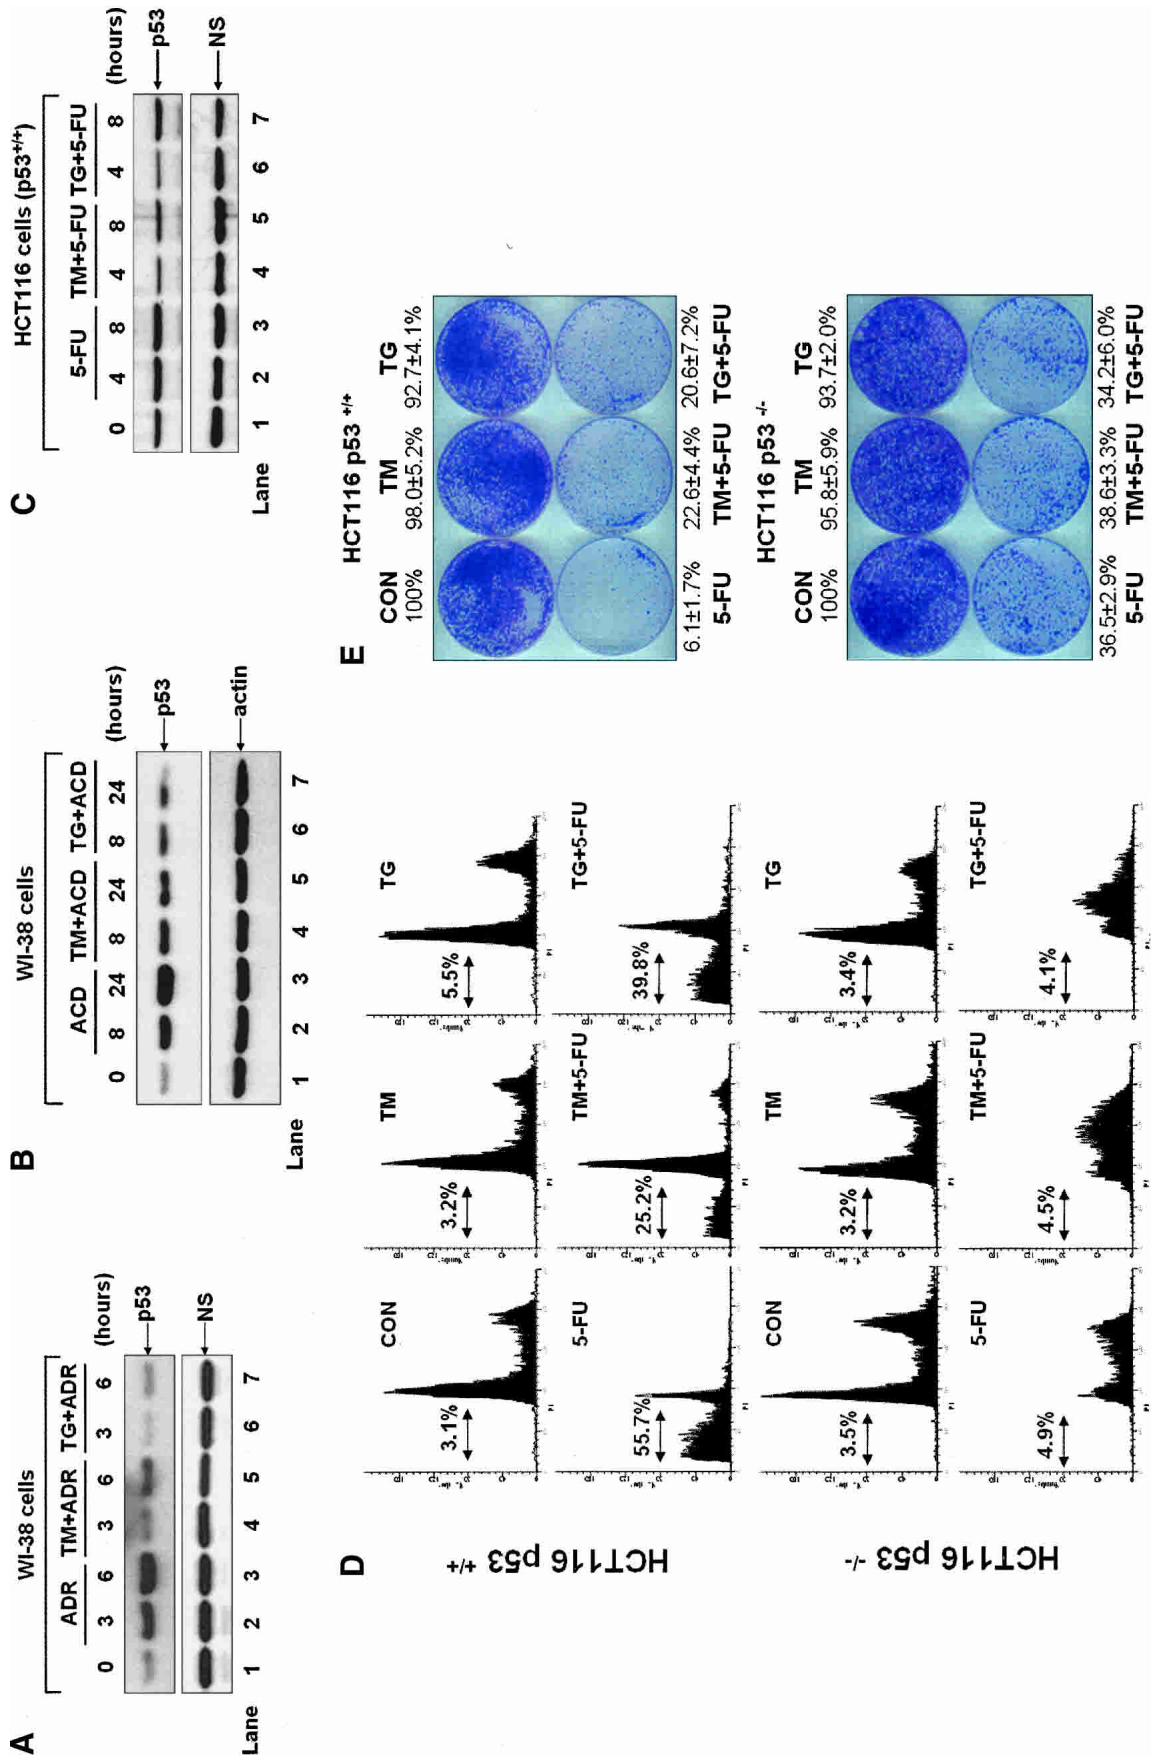 A
WI-38 cells
ADR TM+ADR TG+ADR
0 3 6 3 6 3 6 (hours)
p53
NS
Lane 1 2 3 4 5 6 7
B
WI-38 cells
ACD TM+ACD TG+ACD
0 8 24 8 24 8 24 (hours)
p53
actin
Lane 1 2 3 4 5 6 7
C
HCT116 cells (p53+/+)
5-FU TM+5-FU TG+5-FU
0 4 8 4 8 4 8 (hours)
p53
NS
Lane 1 2 3 4 5 6 7
D
HCT116 p53 +/+
CON TM TG
3.1% 3.2% 5.5%
5-FU TM+5-FU TG+5-FU
55.7% 25.2% 39.8%
HCT116 p53 -/-
CON TM TG
3.5% 3.2% 3.4%
5-FU TM+5-FU TG+5-FU
4.9% 4.5% 4.1%
E
HCT116 p53 +/+
CON TM TG
100% 98.0±5.2% 92.7±4.1%
6.1±1.7% 22.6±4.4% 20.6±7.2%
5-FU TM+5-FU TG+5-FU
HCT116 p53 -/-
CON TM TG
100% 95.8±5.9% 93.7±2.0%
36.5±2.9% 38.6±3.3% 34.2±6.0%
5-FU TM+5-FU TG+5-FU